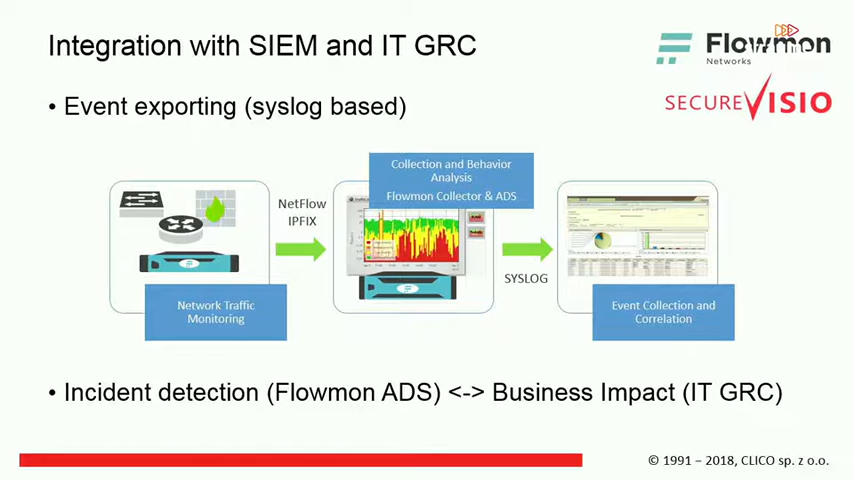 Integration with SIEM and IT GRC
Flowmon
Networks
SECUREVISIO
• Event exporting (syslog based)
Collection and Behavior
Analysis
Flowmon Collector & ADS
NetFlow
IPFIX
SYSLOG
Network Traffic
Monitoring
Event Collection and
Correlation
• Incident detection (Flowmon ADS) <-> Business Impact (IT GRC)
© 1991 – 2018, CLICO sp. z o.o.